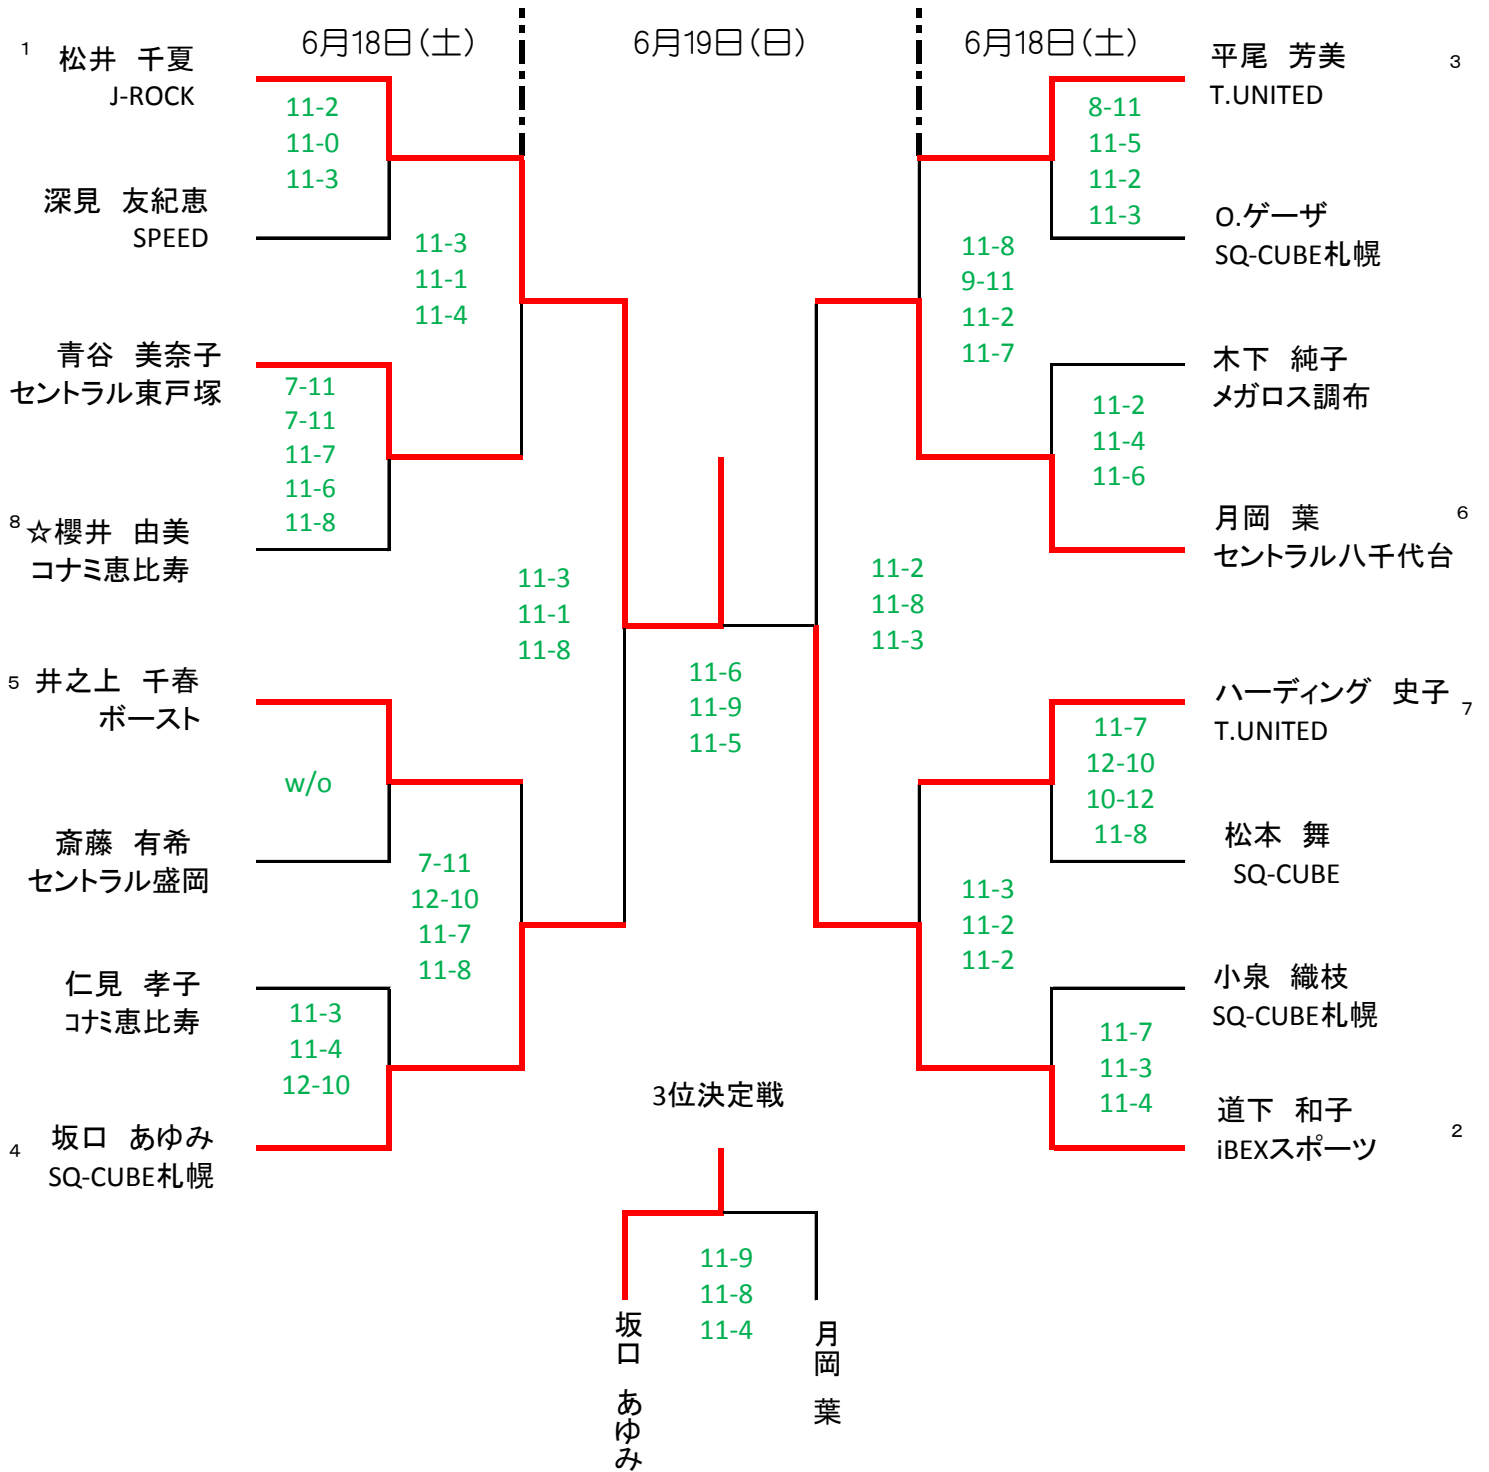 6月18日(土)
6月19日(日)
6月18日(土)
1
松井 千夏
J-ROCK
11-2
11-0
11-3
深見 友紀恵
SPEED
11-3
11-1
11-4
青谷 美奈子
セントラル東戸塚
7-11
7-11
11-7
11-6
11-8
8
☆櫻井 由美
コナミ恵比寿
11-3
11-1
11-8
5
井之上 千春
ボースト
w/o
斎藤 有希
セントラル盛岡
7-11
12-10
11-7
11-8
仁見 孝子
コナミ恵比寿
11-3
11-4
12-10
4
坂口 あゆみ
SQ-CUBE札幌
11-6
11-9
11-5
平尾 芳美
3
T.UNITED
8-11
11-5
11-2
11-3
O.ゲーザ
SQ-CUBE札幌
11-8
9-11
11-2
11-7
木下 純子
メガロス調布
11-2
11-4
11-6
月岡 葉
6
セントラル八千代台
11-2
11-8
11-3
ハーディング 史子
7
T.UNITED
11-7
12-10
10-12
11-8
松本 舞
SQ-CUBE
11-3
11-2
11-2
小泉 織枝
SQ-CUBE札幌
11-7
11-3
11-4
道下 和子
2
iBEXスポーツ
3位決定戦
11-9
11-8
11-4
坂口 あゆみ
月岡 葉